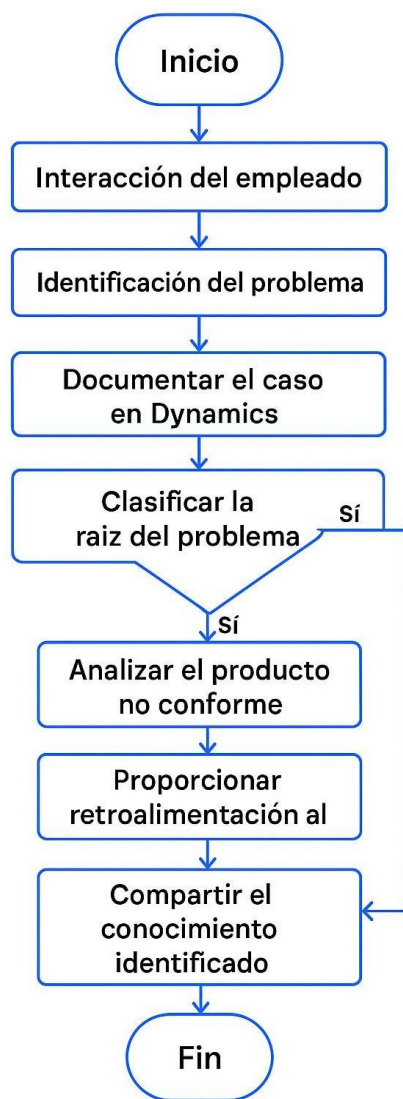 Inicio
Interacción del empleado
Identificación del problema
Documentar el caso
en Dynamics
Clasificar la
raiz del problema
Sí
Sí
Analizar el producto
no conforme
Proporcionar
retroalimentación al
Compartir el
conocimiento
identificado
Fin